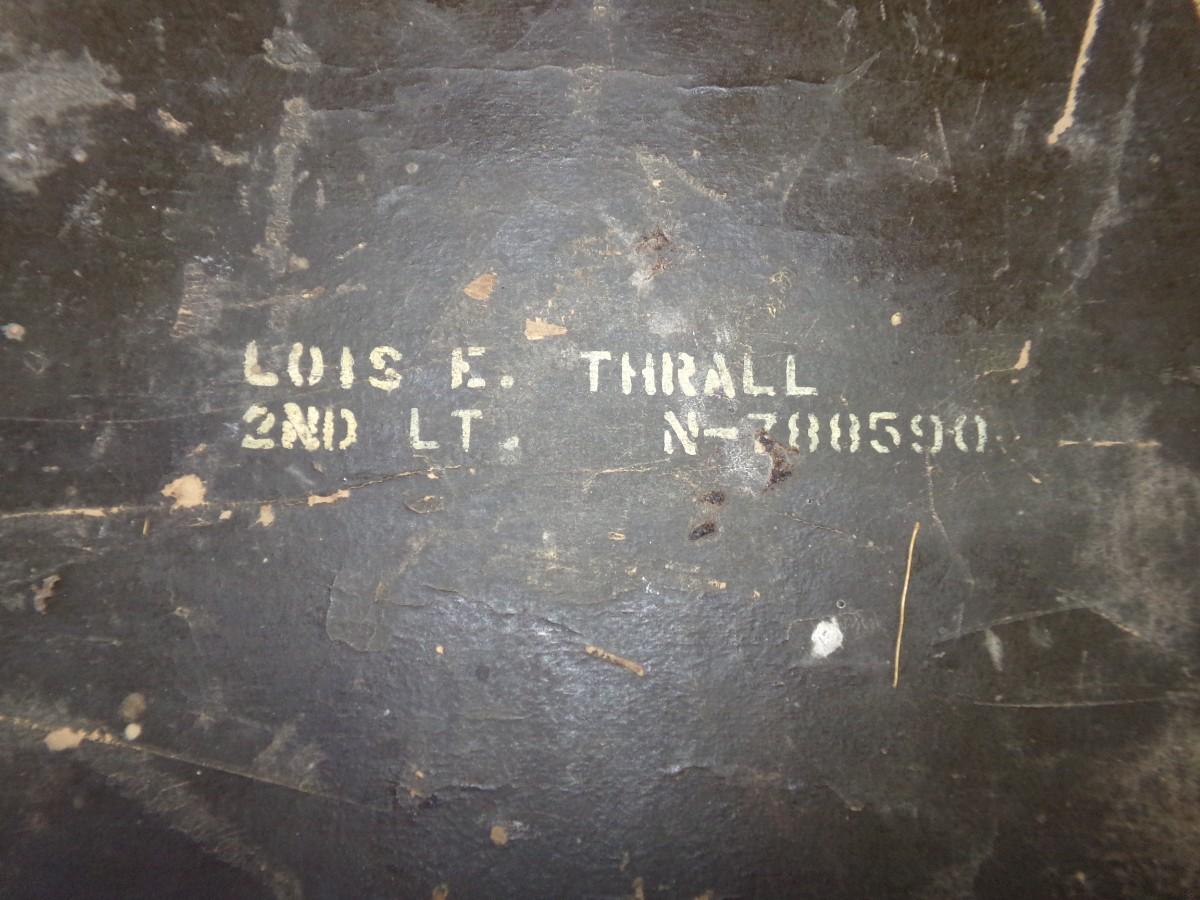 LOIS E. THRALL
2ND LT. N-788590